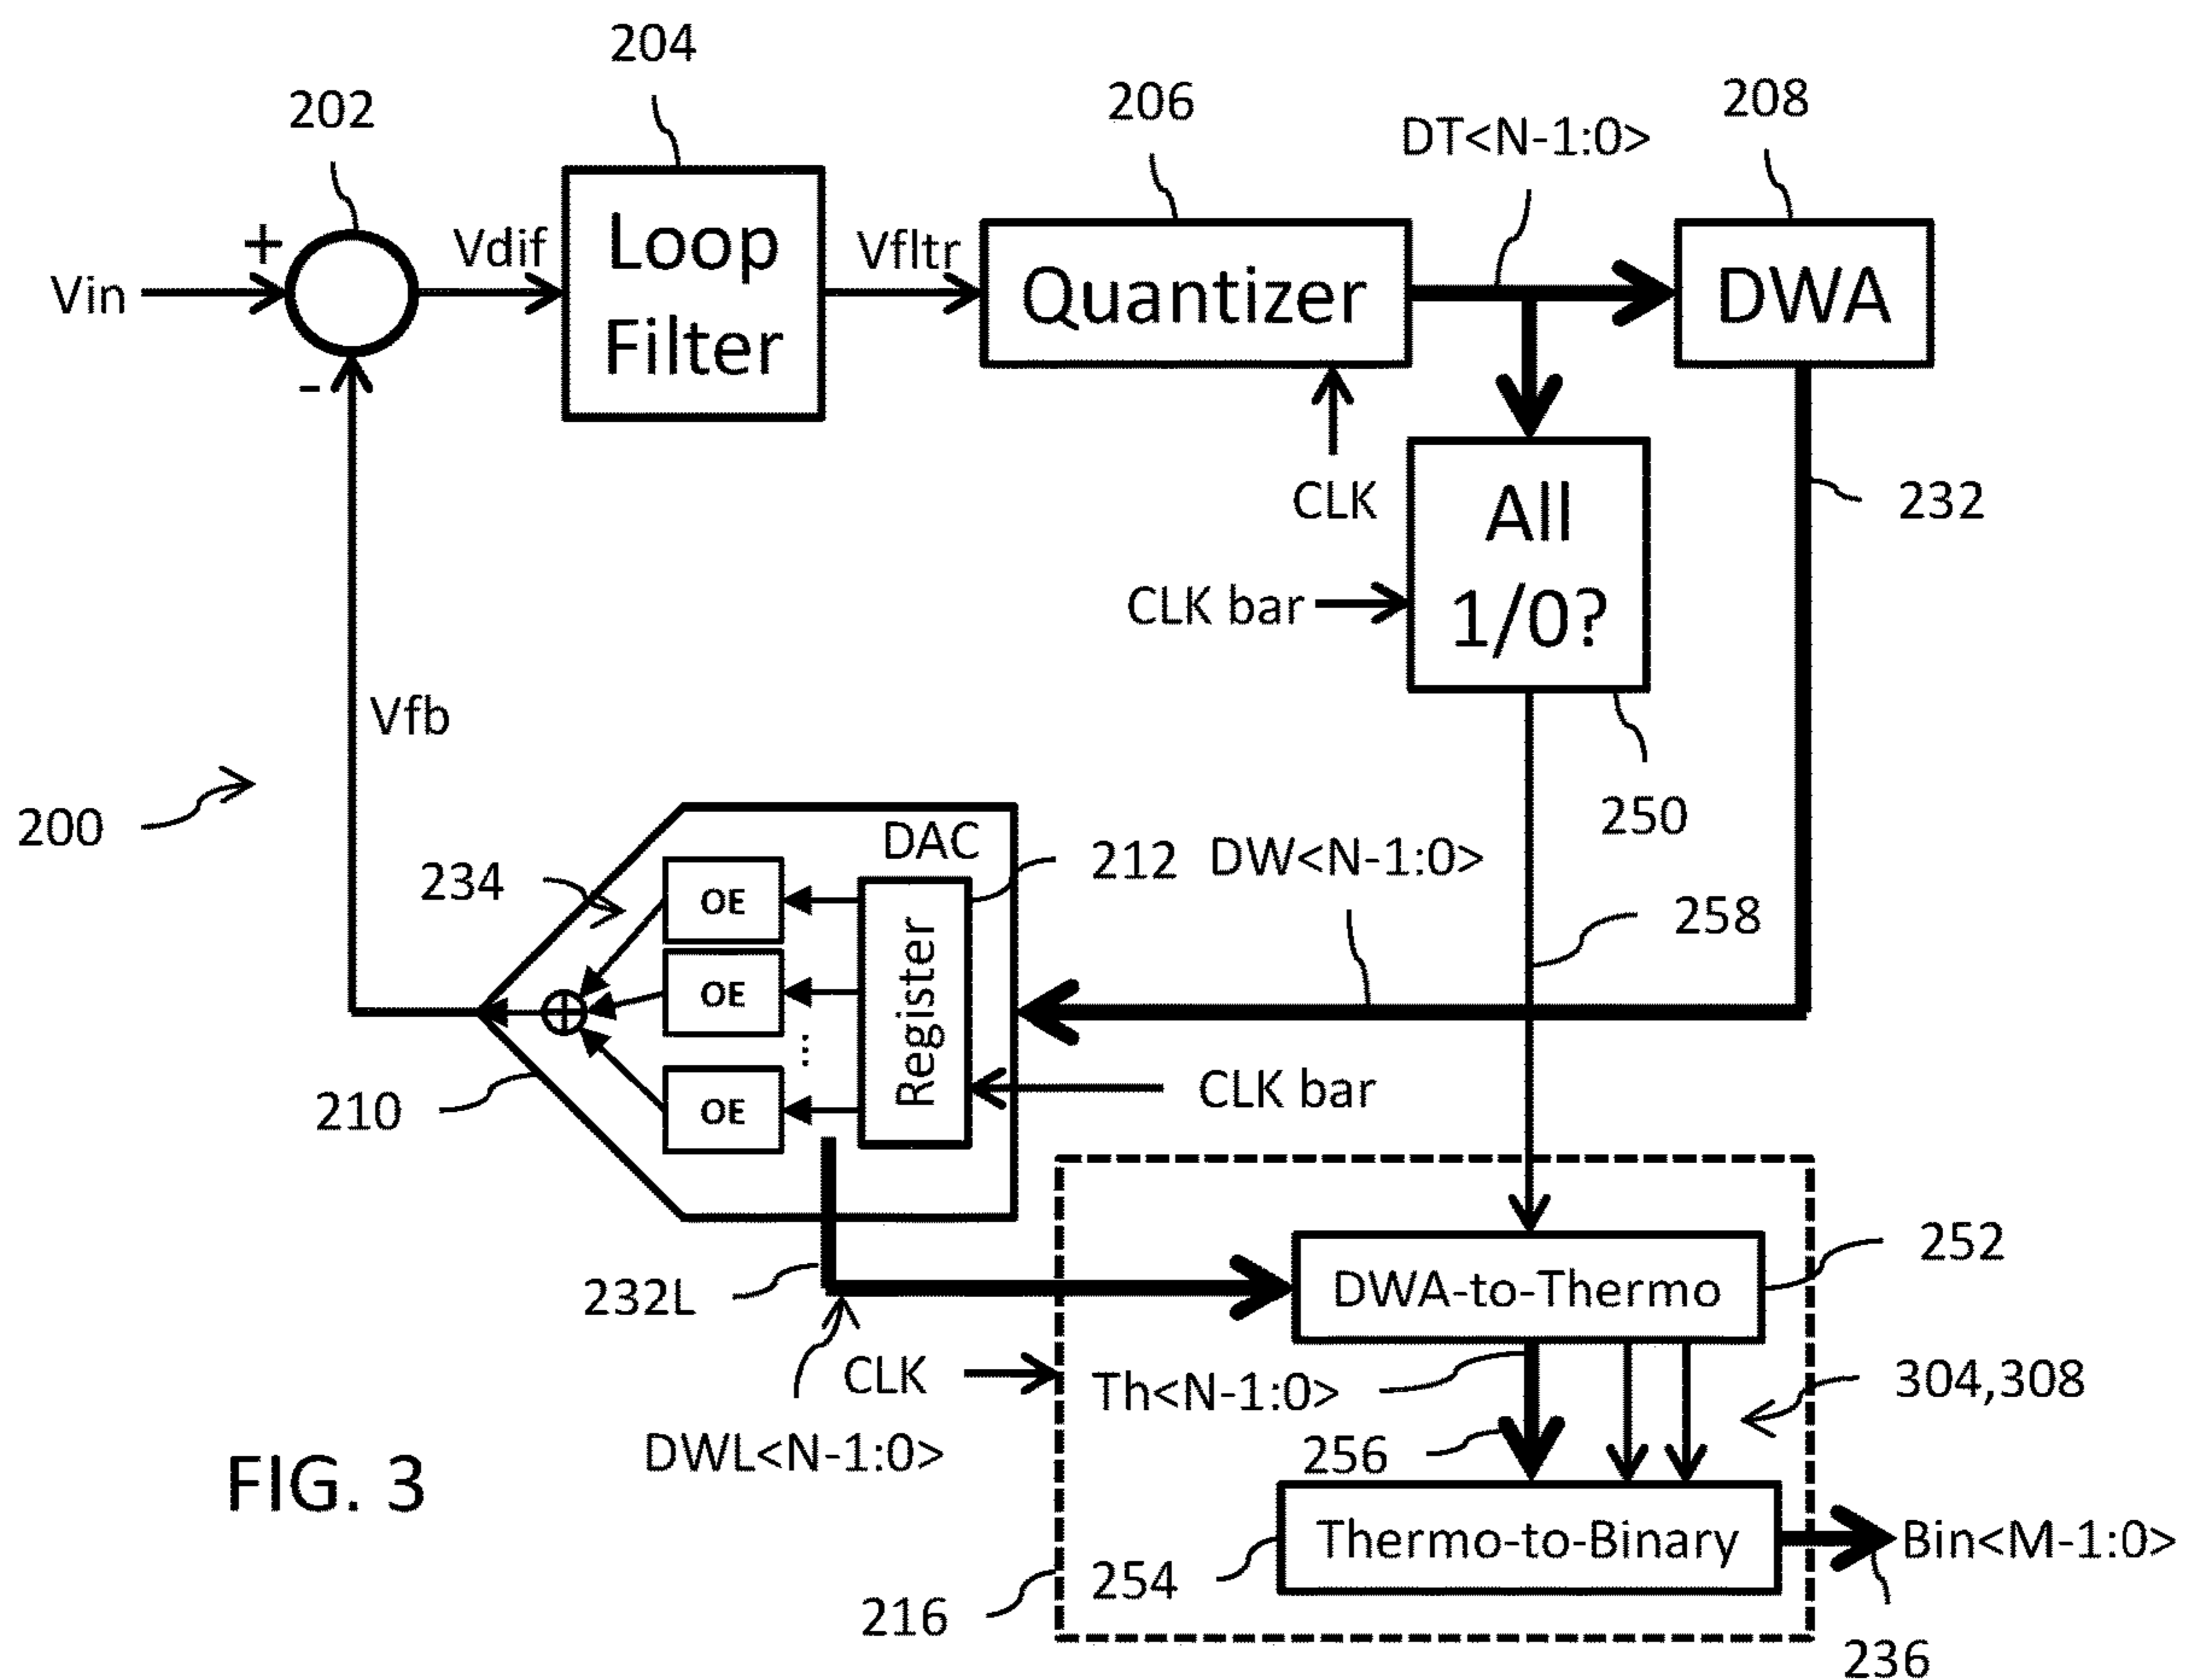 204
202
206
208
DT<N-1:0>
+
Vin
Vdif
Loop
Filter
Vfltr
Quantizer
DWA
-
CLK
All
1/0?
232
CLK bar
Vfb
200
250
DAC
212
DW<N-1:0>
234
OE
OE
...
OE
Register
258
210
CLK bar
252
232L
DWA-to-Thermo
CLK
Th<N-1:0>
304,308
DWL<N-1:0>
256
FIG. 3
Thermo-to-Binary
Bin<M-1:0>
254
216
236